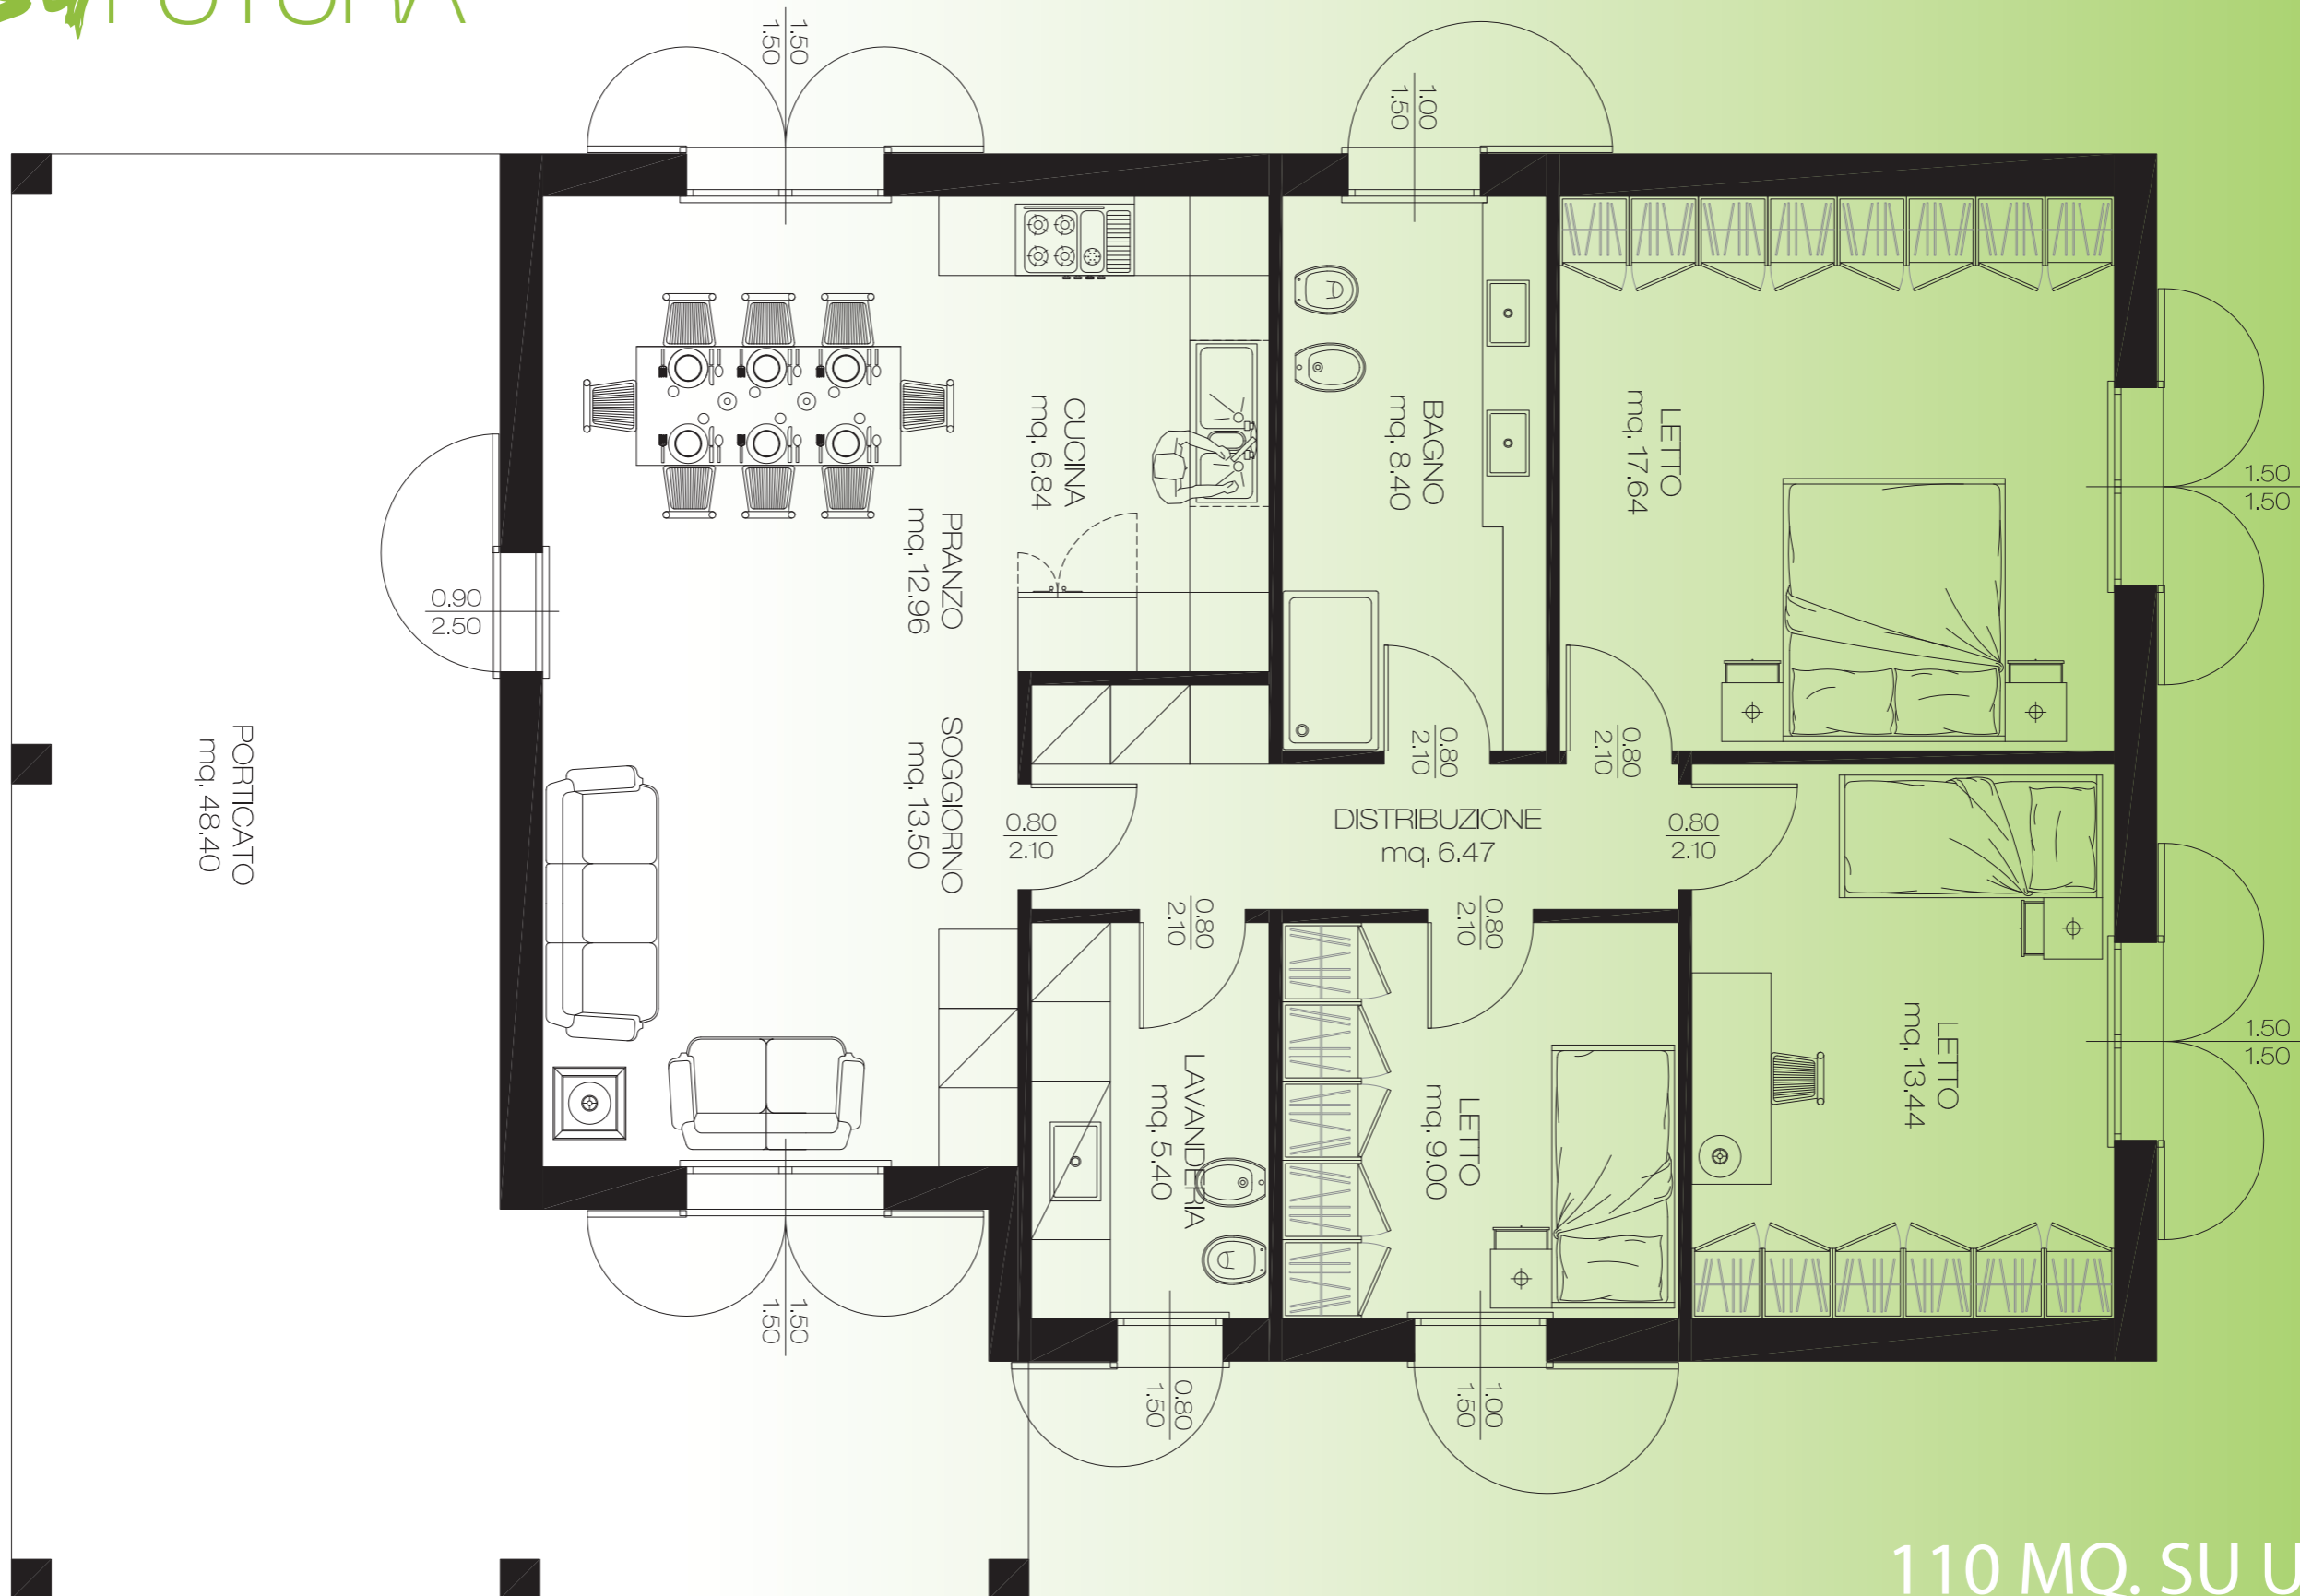 FUTURA
1.50
1.50
1.00
1.50
CUCINA
mq. 6.84
BAGNO
mq. 8.40
LETTO
mq. 17.64
1.50
1.50
PRANZO
mq. 12.96
0.90
2.50
PORTICATO
mq. 48.40
SOGGIORNO
mq. 13.50
0.80
2.10
0.80
2.10
0.80
2.10
DISTRIBUZIONE
mq. 6.47
0.80
2.10
0.80
2.10
0.80
2.10
LAVANDERIA
mq. 5.40
LETTO
mq. 9.00
LETTO
mq. 13.44
1.50
1.50
1.50
1.50
0.80
1.50
1.00
1.50
110 MQ. SU U